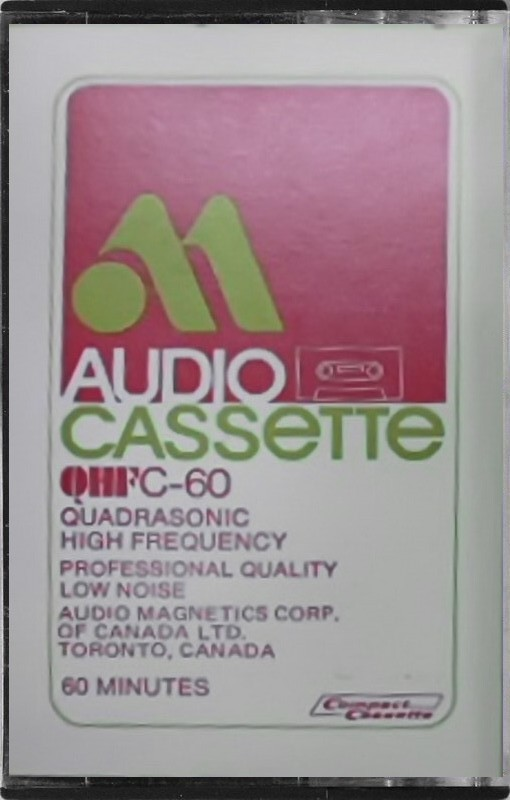 AUDIO
CASSETTE
QHFC-60
QUADRASONIC
HIGH FREQUENCY
PROFESSIONAL QUALITY
LOW NOISE
AUDIO MAGNETICS CORP.
OF CANADA LTD.
TORONTO, CANADA
60 MINUTES
Compact
Cassette